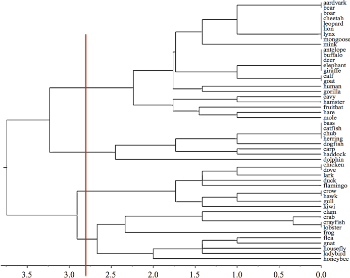 aardvark
bear
boar
cheetah
leopard
lion
lynx
mongoose
mink
antelope
buffalo
deer
elephant
giraffe
calf
goat
human
gorilla
cavy
hamster
fruitbat
hare
mole
bass
catfish
chub
herring
dogfish
carp
haddock
dolphin
chicken
dove
lark
duck
flamingo
crow
hawk
gull
kiwi
clam
crab
crayfish
lobster
frog
flea
gnat
housefly
ladybird
honeybee
3.5 3.0 2.5 2.0 1.5 1.0 0.5 0.0